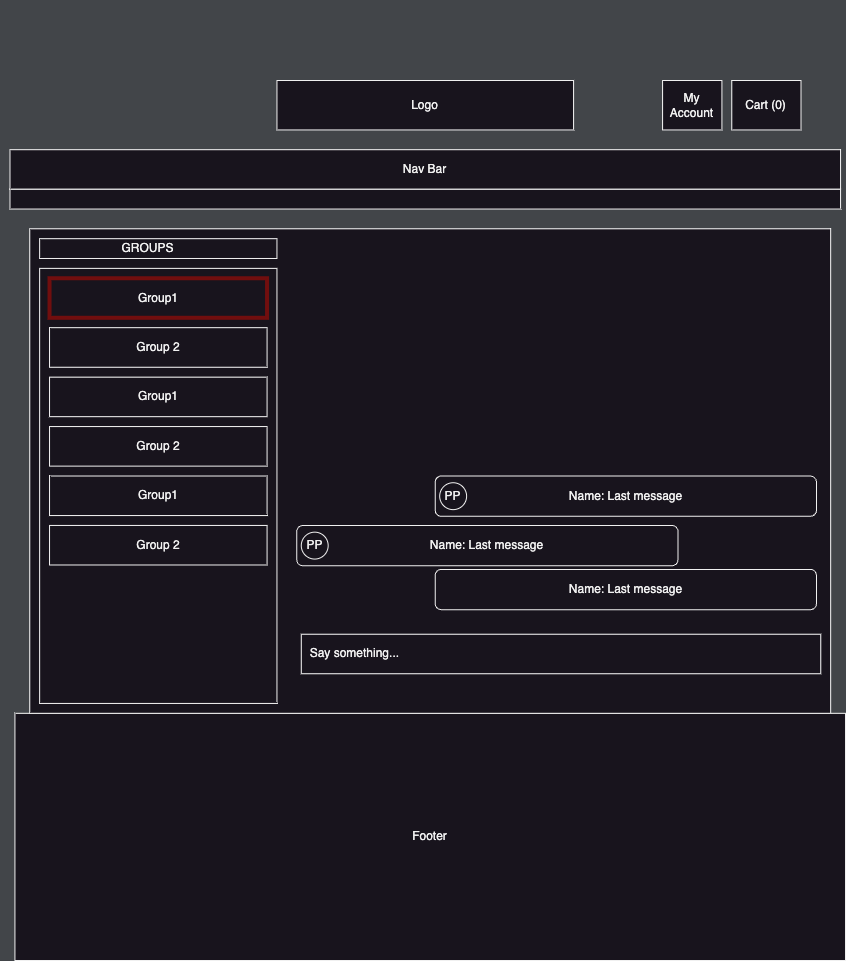 Logo
My
Account
Cart (0)
Nav Bar
GROUPS
Group1
Group 2
Group1
Group 2
Group1
Group 2
PP
Name: Last message
PP
Name: Last message
Name: Last message
Say something...
Footer